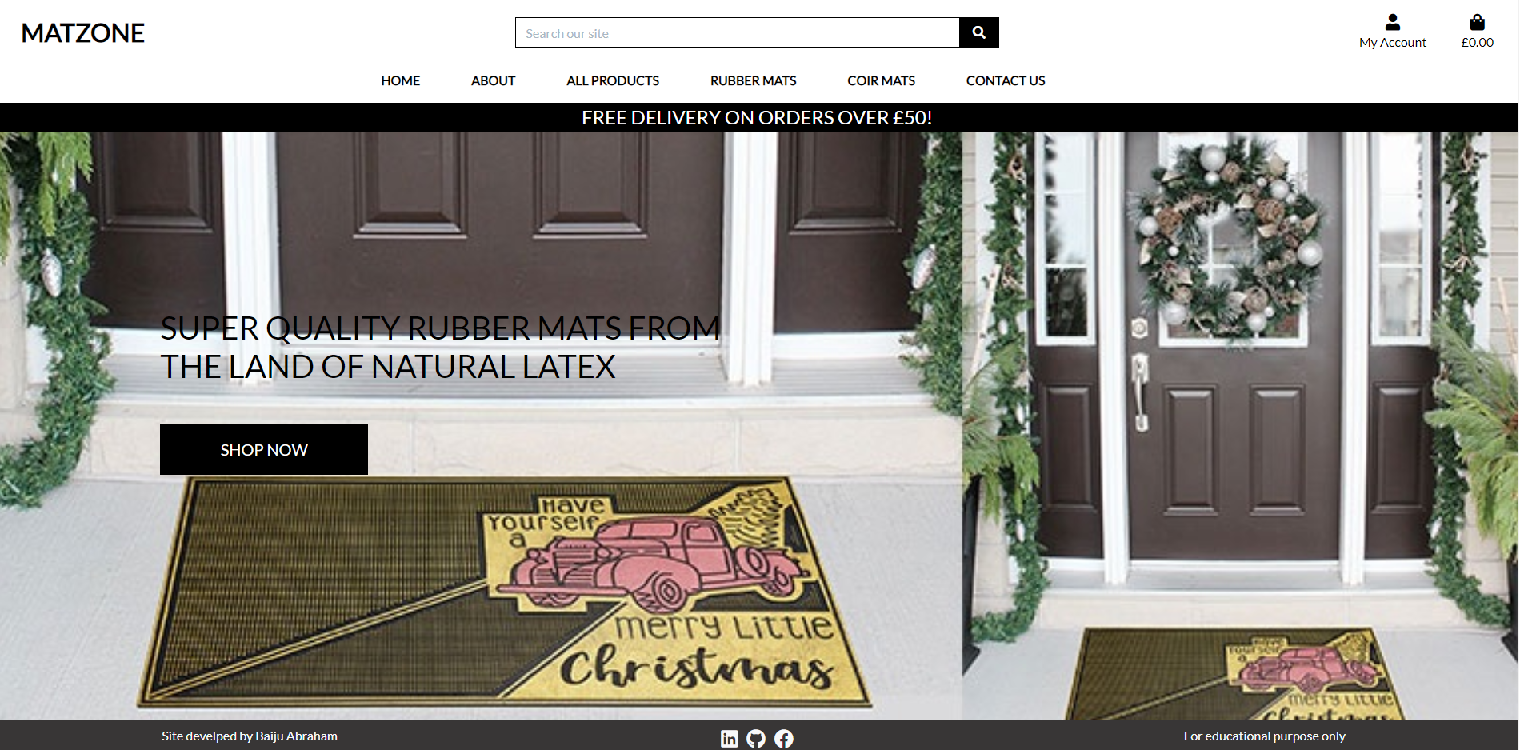 MATZONE
Search our site
My Account
£0.00
HOME
ABOUT
ALL PRODUCTS
RUBBER MATS
COIR MATS
CONTACT US
FREE DELIVERY ON ORDERS OVER £50!
SUPER QUALITY RUBBER MATS FROM
THE LAND OF NATURAL LATEX
SHOP NOW
Have
Yourself
a
merry Little
Christmas
Yourself
a
merry Little
Christmas
Site develped by Baiju Abraham
For educational purpose only